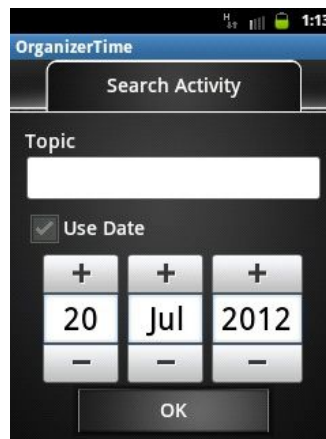 H 1:13
OrganizerTime
Search Activity
Topic
Use Date
+ + +
20 Jul 2012
− − −
OK